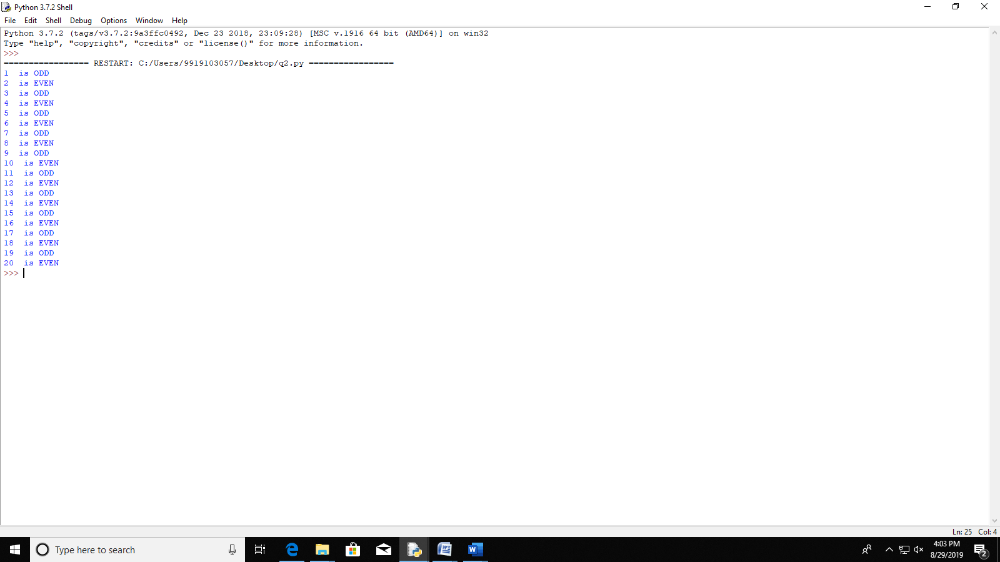 Python 3.7.2 Shell
File Edit Shell Debug Options Window Help
Python 3.7.2 (tags/v3.7.2:9a3ffc0492, Dec 23 2018, 23:09:28) [MSC v.1916 64 bit (AMD64)] on win32
Type "help", "copyright", "credits" or "license()" for more information.
>>>
================= RESTART: C:/Users/9919103057/Desktop/q2.py =================
1  is ODD
2  is EVEN
3  is ODD
4  is EVEN
5  is ODD
6  is EVEN
7  is ODD
8  is EVEN
9  is ODD
10  is EVEN
11  is ODD
12  is EVEN
13  is ODD
14  is EVEN
15  is ODD
16  is EVEN
17  is ODD
18  is EVEN
19  is ODD
20  is EVEN
>>>
Ln: 25 Col: 4
Type here to search
4:03 PM
8/29/2019
2